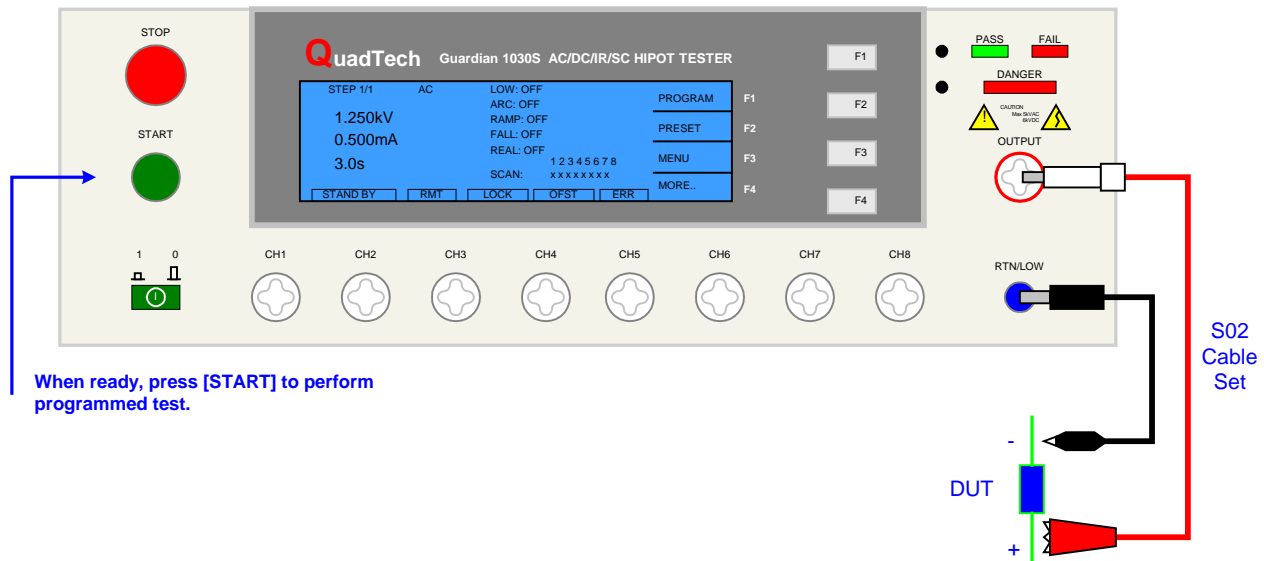 STOP
START
1 0
QuadTech Guardian 1030S AC/DC/IR/SC HIPOT TESTER
STEP 1/1 AC
1.250kV
0.500mA
3.0s
LOW: OFF
ARC: OFF
RAMP: OFF
FALL: OFF
REAL: OFF
1 2 3 4 5 6 7 8
SCAN: x x x x x x x x
STAND BY RMT LOCK OFST ERR
PROGRAM F1
PRESET F2
MENU F3
MORE.. F4
F1
F2
F3
F4
PASS FAIL
DANGER
CAUTION
Max 5kVAC
6kVDC
!
OUTPUT
CH1 CH2 CH3 CH4 CH5 CH6 CH7 CH8
RTN/LOW
When ready, press [START] to perform
programmed test.
S02
Cable
Set
-
DUT
+